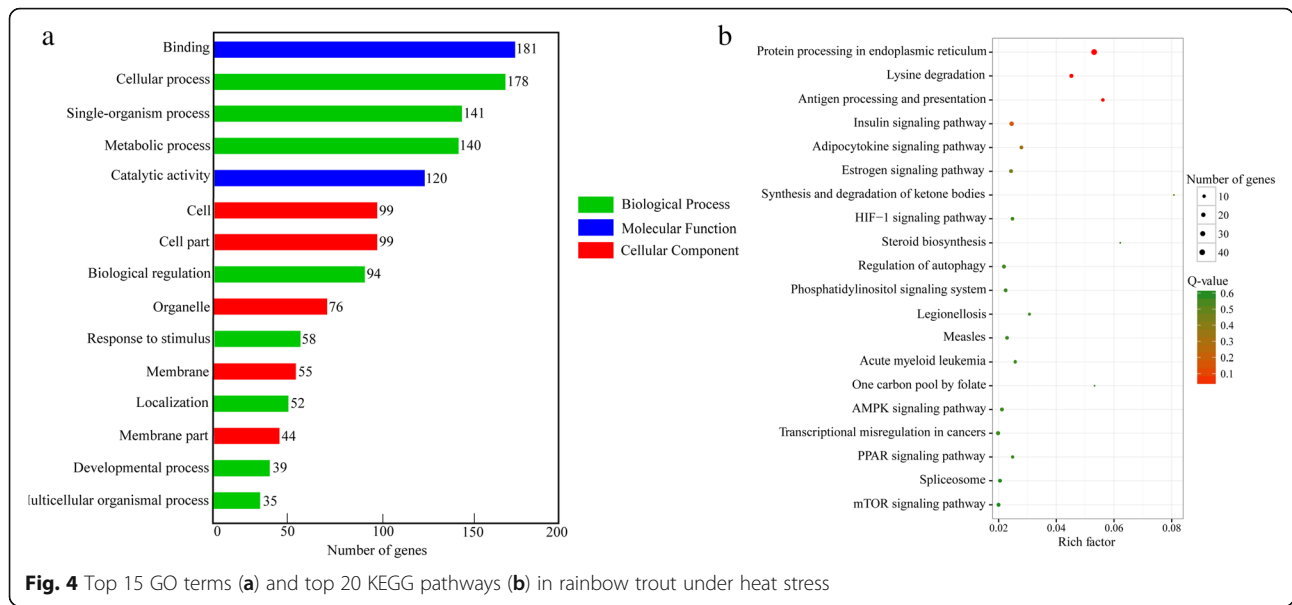 a
Binding 181
Cellular process 178
Single-organism process 141
Metabolic process 140
Catalytic activity 120
Cell 99
Cell part 99
Biological regulation 94
Organelle 76
Response to stimulus 58
Membrane 55
Localization 52
Membrane part 44
Developmental process 39
ulticellular organismal process 35
0 50 100 150 200
Number of genes
Biological Process
Molecular Function
Cellular Component
b
Protein processing in endoplasmic reticulum
Lysine degradation
Antigen processing and presentation
Insulin signaling pathway
Adipocytokine signaling pathway
Estrogen signaling pathway
Synthesis and degradation of ketone bodies
HIF−1 signaling pathway
Steroid biosynthesis
Regulation of autophagy
Phosphatidylinositol signaling system
Legionellosis
Measles
Acute myeloid leukemia
One carbon pool by folate
AMPK signaling pathway
Transcriptional misregulation in cancers
PPAR signaling pathway
Spliceosome
mTOR signaling pathway
0.02 0.04 0.06 0.08
Rich factor
Number of genes
10
20
30
40
Q-value
0.6
0.5
0.4
0.3
0.2
0.1
Fig. 4 Top 15 GO terms (a) and top 20 KEGG pathways (b) in rainbow trout under heat stress